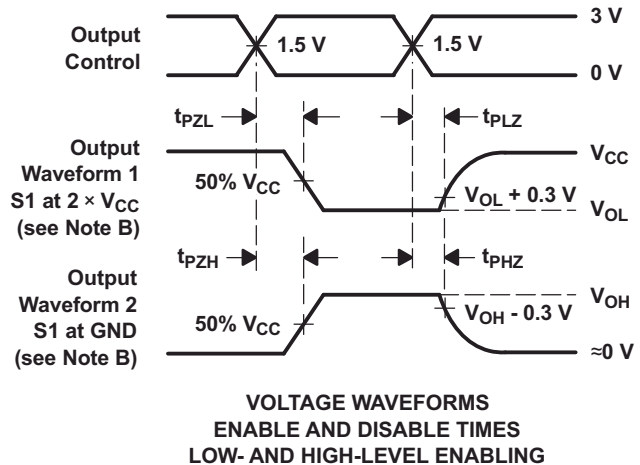 Output
Control
1.5 V
1.5 V
3 V
0 V
tPZL
tPLZ
Output
Waveform 1
S1 at 2 × VCC
(see Note B)
50% VCC
VCC
VOL + 0.3 V
VOL
tPZH
tPHZ
Output
Waveform 2
S1 at GND
(see Note B)
50% VCC
VOH
VOH - 0.3 V
≈0 V
VOLTAGE WAVEFORMS
ENABLE AND DISABLE TIMES
LOW- AND HIGH-LEVEL ENABLING